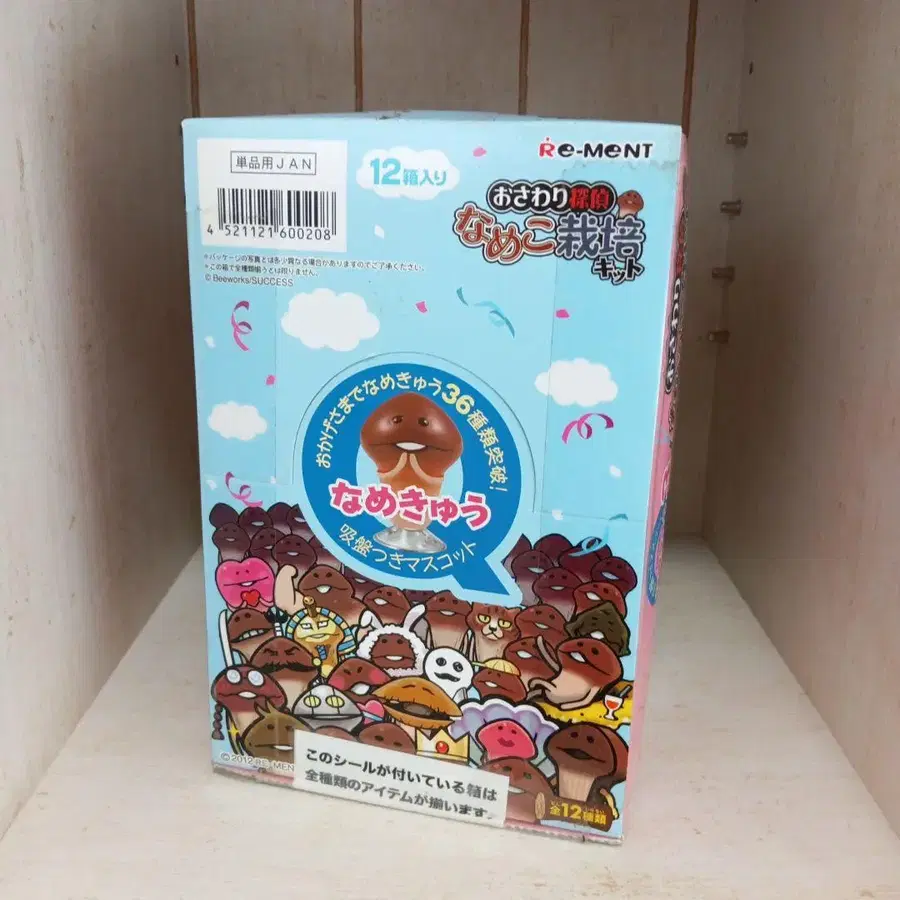 単品用JAN
4 521121 600208
12箱入り
Re-MeNT
おさわり探偵
なめこ栽培
キット
※パッケージの写真とは多少異なる場合がありますのでご了承ください。
※この箱で全種類揃うとは限りません。
© Beeworks/SUCCESS
おかげさまでなめきゅう36種類突破!
なめきゅう
吸盤つきマスコット
©2012 RE-MEN
このシールが付いている箱は
全種類のアイテムが揃います。
全12種類